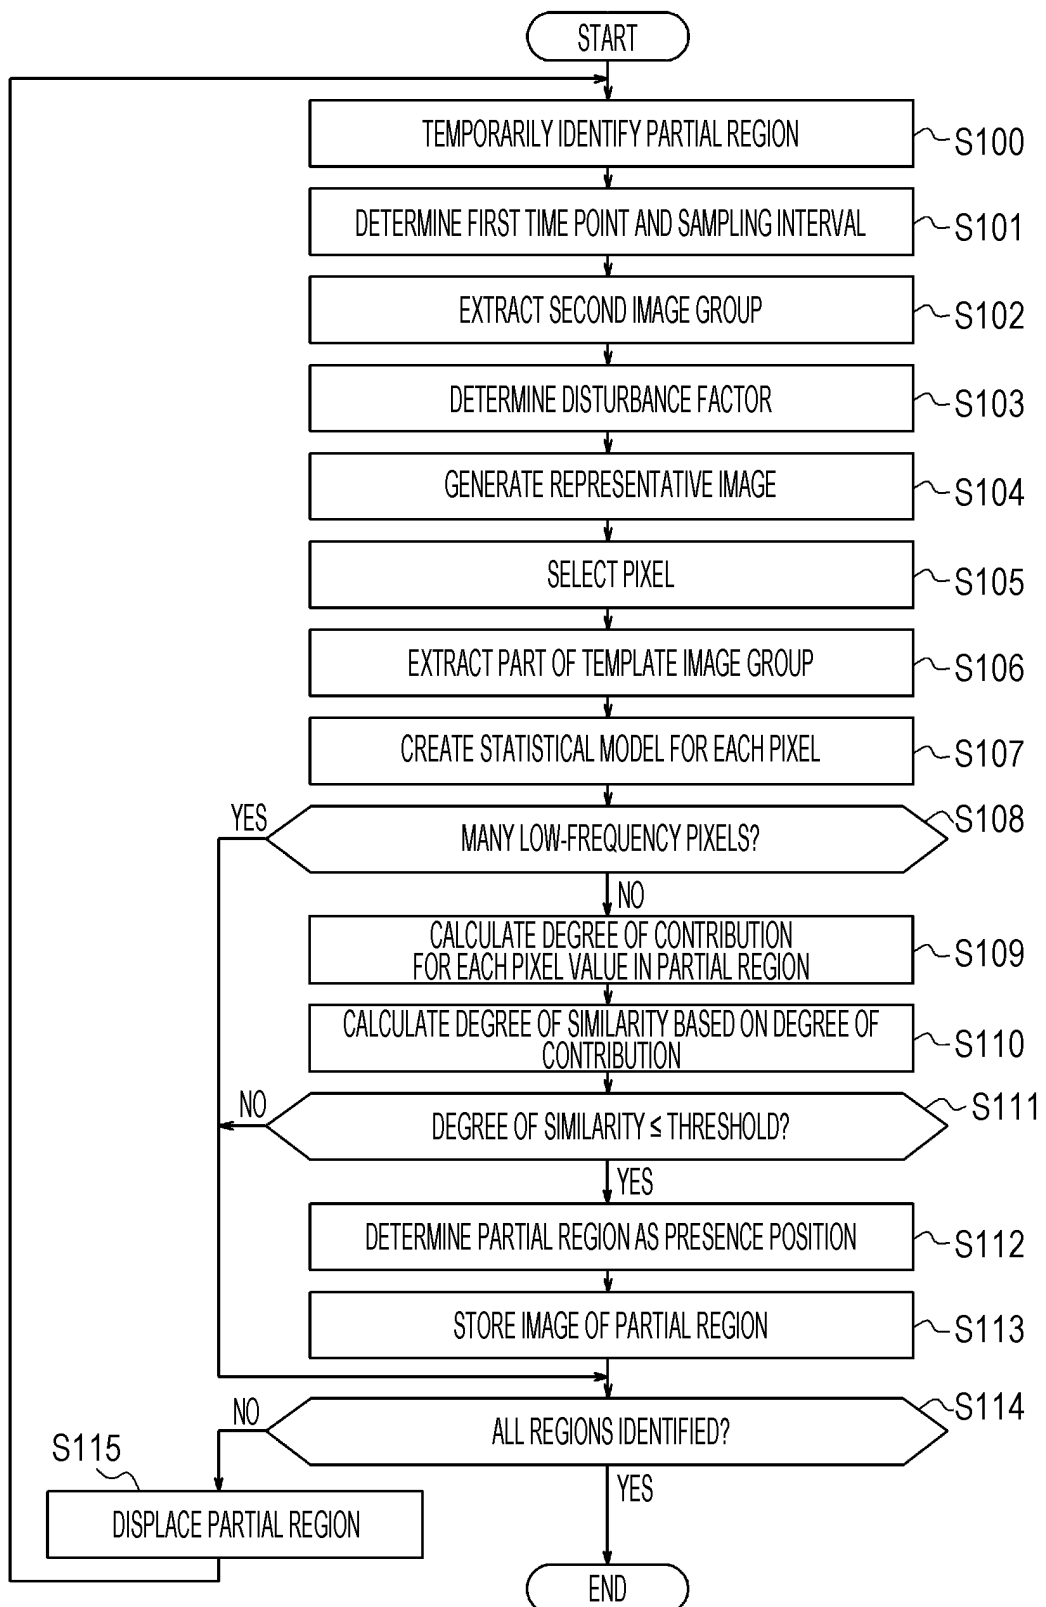 START
TEMPORARILY IDENTIFY PARTIAL REGION
S100
DETERMINE FIRST TIME POINT AND SAMPLING INTERVAL
S101
EXTRACT SECOND IMAGE GROUP
S102
DETERMINE DISTURBANCE FACTOR
S103
GENERATE REPRESENTATIVE IMAGE
S104
SELECT PIXEL
S105
EXTRACT PART OF TEMPLATE IMAGE GROUP
S106
CREATE STATISTICAL MODEL FOR EACH PIXEL
S107
YES
MANY LOW-FREQUENCY PIXELS?
S108
NO
CALCULATE DEGREE OF CONTRIBUTION
FOR EACH PIXEL VALUE IN PARTIAL REGION
S109
CALCULATE DEGREE OF SIMILARITY BASED ON DEGREE OF
CONTRIBUTION
S110
NO
DEGREE OF SIMILARITY ≤ THRESHOLD?
S111
YES
DETERMINE PARTIAL REGION AS PRESENCE POSITION
S112
STORE IMAGE OF PARTIAL REGION
S113
NO
ALL REGIONS IDENTIFIED?
S114
S115
YES
DISPLACE PARTIAL REGION
END